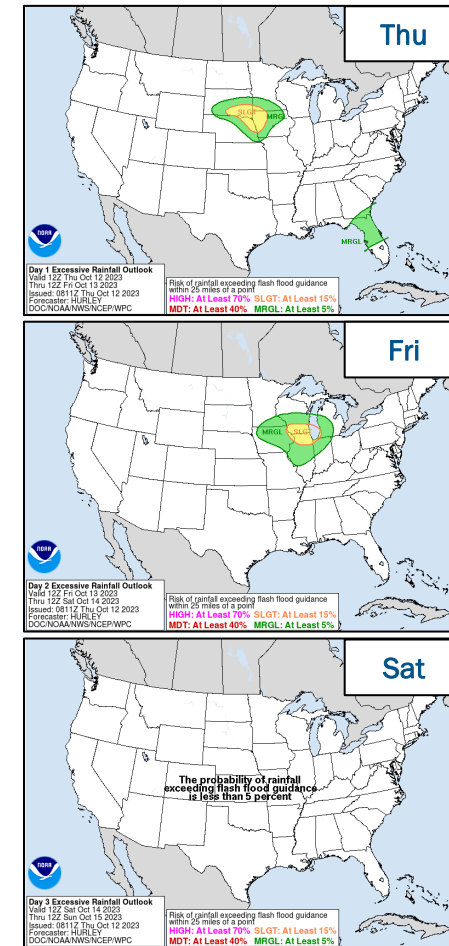 Thu
SLGT
MRGL
MRGL
NOAA
Day 1 Excessive Rainfall Outlook
Valid 12Z Thu Oct 12 2023
Thru 12Z Fri Oct 13 2023
Issued: 0811Z Thu Oct 12 2023
Forecaster: HURLEY
DOC/NOAA/NWS/NCEP/WPC
Risk of rainfall exceeding flash flood guidance
within 25 miles of a point
HIGH: At Least 70% SLGT: At Least 15%
MDT: At Least 40% MRGL: At Least 5%
Fri
MRGL SLGT
NOAA
Day 2 Excessive Rainfall Outlook
Valid 12Z Fri Oct 13 2023
Thru 12Z Sat Oct 14 2023
Issued: 0811Z Thu Oct 12 2023
Forecaster: HURLEY
DOC/NOAA/NWS/NCEP/WPC
Risk of rainfall exceeding flash flood guidance
within 25 miles of a point
HIGH: At Least 70% SLGT: At Least 15%
MDT: At Least 40% MRGL: At Least 5%
Sat
The probability of rainfall
exceeding flash flood guidance
is less than 5 percent
NOAA
Day 3 Excessive Rainfall Outlook
Valid 12Z Sat Oct 14 2023
Thru 12Z Sun Oct 15 2023
Issued: 0811Z Thu Oct 12 2023
Forecaster: HURLEY
DOC/NOAA/NWS/NCEP/WPC
Risk of rainfall exceeding flash flood guidance
within 25 miles of a point
HIGH: At Least 70% SLGT: At Least 15%
MDT: At Least 40% MRGL: At Least 5%